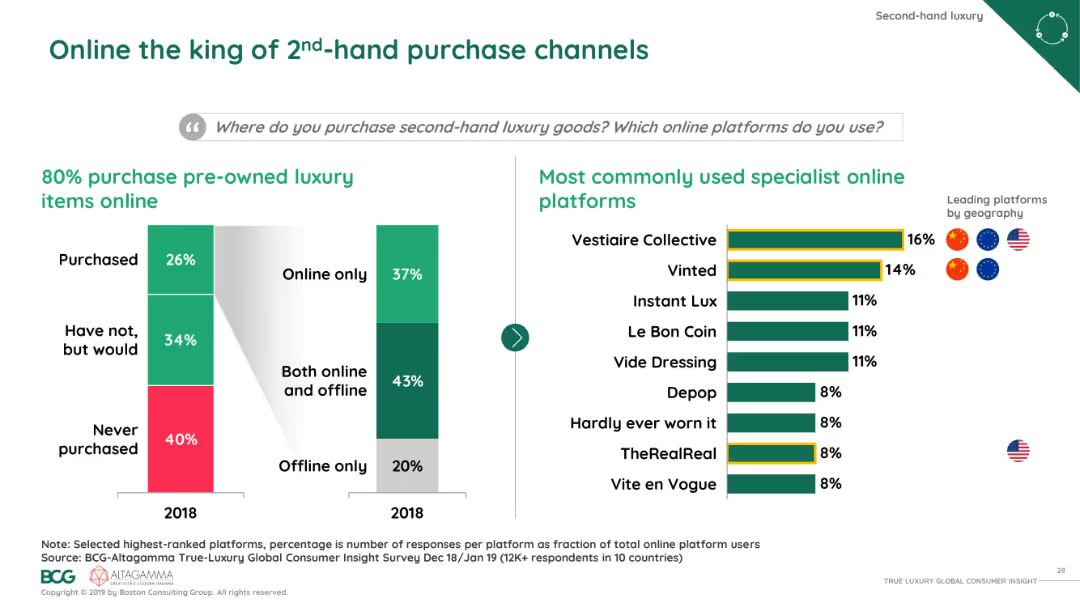 Second-hand luxury
Online the king of 2nd-hand purchase channels
Where do you purchase second-hand luxury goods? Which online platforms do you use?
80% purchase pre-owned luxury
items online
Purchased
26%
Have not,
but would
34%
Never
purchased
40%
2018
Online only
37%
Both online
and offline
43%
Offline only
20%
2018
Most commonly used specialist online
platforms
Leading platforms
by geography
Vestiaire Collective 16%
Vinted 14%
Instant Lux 11%
Le Bon Coin 11%
Vide Dressing 11%
Depop 8%
Hardly ever worn it 8%
TheRealReal 8%
Vite en Vogue 8%
Note: Selected highest-ranked platforms, percentage is number of responses per platform as fraction of total online platform users
Source: BCG-Altagamma True-Luxury Global Consumer Insight Survey Dec 18/Jan 19 (12K+ respondents in 10 countries)
BCG ALTAGAMMA
Copyright © 2019 by Boston Consulting Group. All rights reserved.
28
TRUE LUXURY GLOBAL CONSUMER INSIGHT